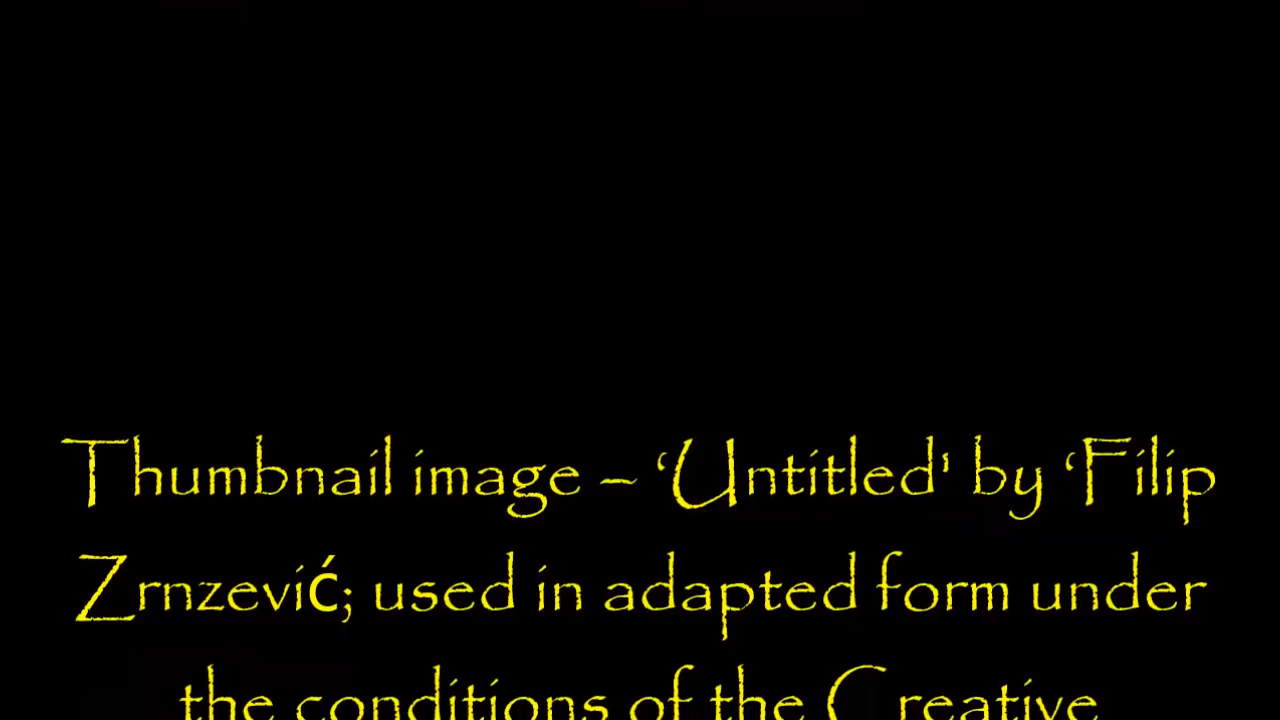 Thumbnail image – ‘Untitled' by ‘Filip
Zrnzević; used in adapted form under
the conditions of the Creative